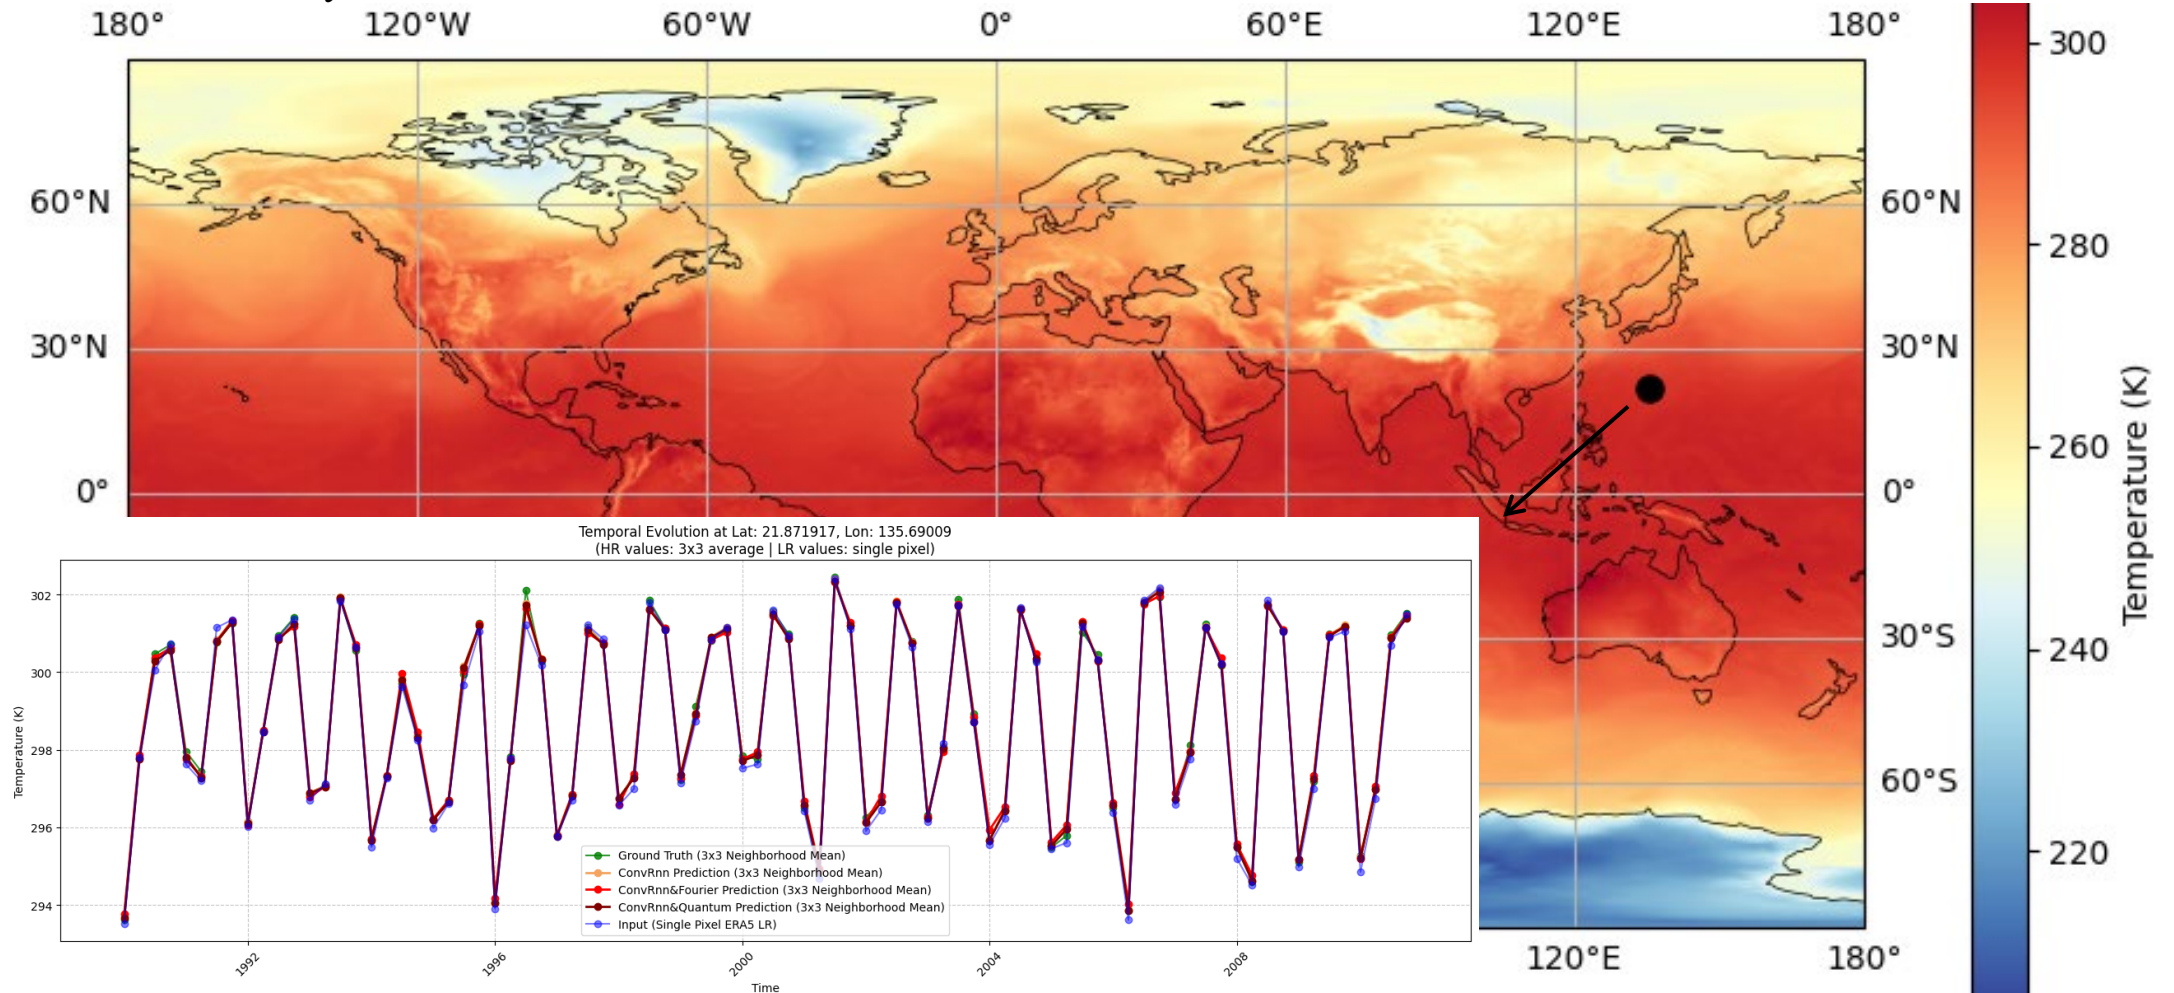 180° 120°W 60°W 0° 60°E 120°E 180°
300
60°N 60°N
280
30°N 30°N
260
0° 0°
Temperature (K)
30°S
240
60°S
220
120°E 180°
Temporal Evolution at Lat: 21.871917, Lon: 135.69009
(HR values: 3x3 average | LR values: single pixel)
302
300
298
296
294
Temperature (K)
Ground Truth (3x3 Neighborhood Mean)
ConvRnn Prediction (3x3 Neighborhood Mean)
ConvRnn&Fourier Prediction (3x3 Neighborhood Mean)
ConvRnn&Quantum Prediction (3x3 Neighborhood Mean)
Input (Single Pixel ERA5 LR)
1992 1996 2000 2004 2008
Time